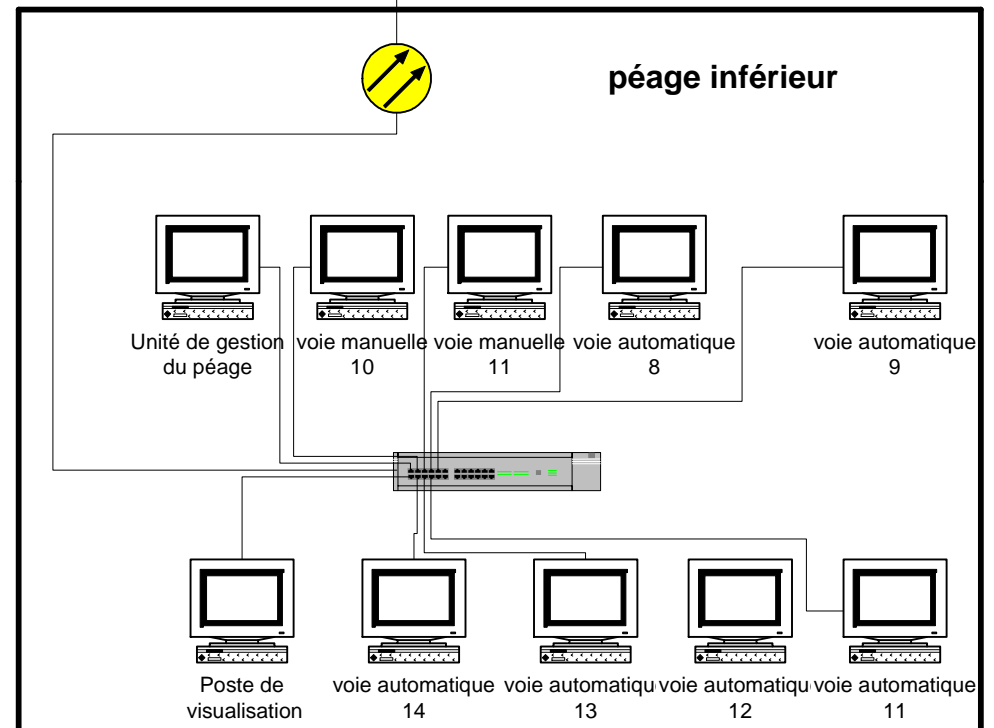 péage inférieur
Unité de gestion
du péage
voie manuelle
10
voie manuelle
11
voie automatique
8
voie automatique
9
Poste de
visualisation
voie automatique
14
voie automatiqu
13
voie automatiqu
12
voie automatique
11